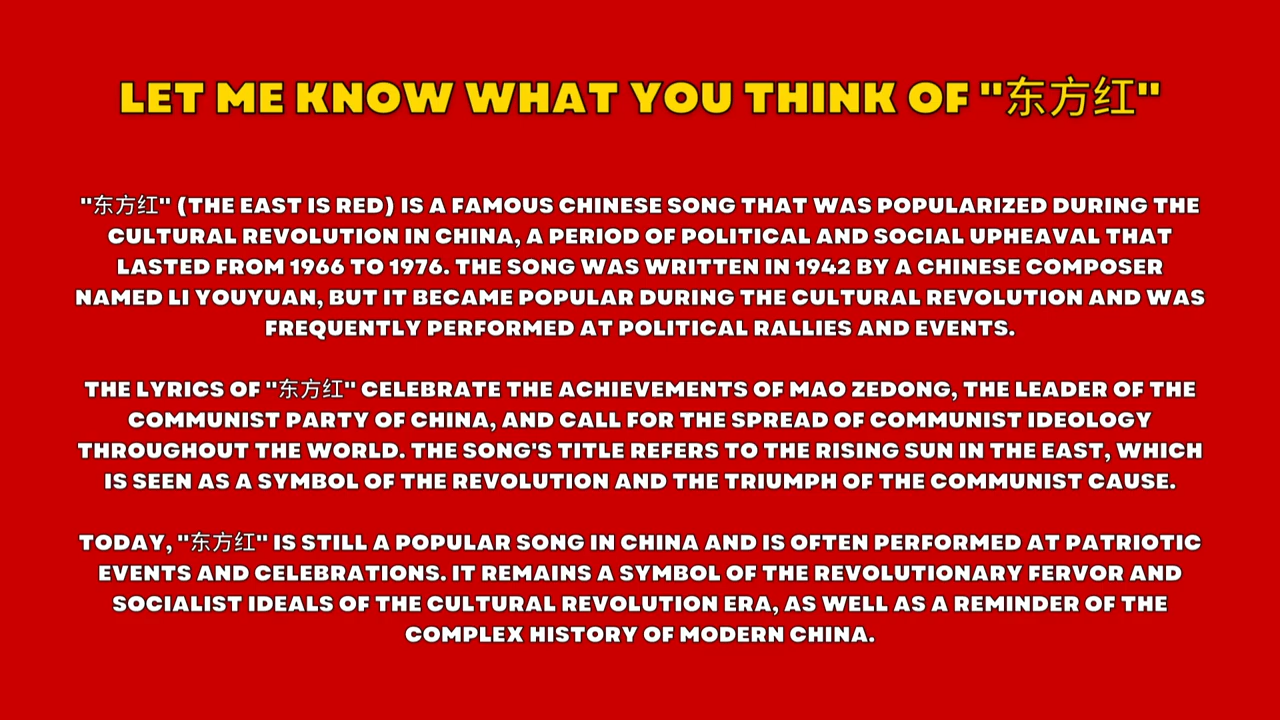 LET ME KNOW WHAT YOU THINK OF "东方红"
"东方红" (THE EAST IS RED) IS A FAMOUS CHINESE SONG THAT WAS POPULARIZED DURING THE
CULTURAL REVOLUTION IN CHINA, A PERIOD OF POLITICAL AND SOCIAL UPHEAVAL THAT
LASTED FROM 1966 TO 1976. THE SONG WAS WRITTEN IN 1942 BY A CHINESE COMPOSER
NAMED LI YOUYUAN, BUT IT BECAME POPULAR DURING THE CULTURAL REVOLUTION AND WAS
FREQUENTLY PERFORMED AT POLITICAL RALLIES AND EVENTS.
THE LYRICS OF "东方红" CELEBRATE THE ACHIEVEMENTS OF MAO ZEDONG, THE LEADER OF THE
COMMUNIST PARTY OF CHINA, AND CALL FOR THE SPREAD OF COMMUNIST IDEOLOGY
THROUGHOUT THE WORLD. THE SONG'S TITLE REFERS TO THE RISING SUN IN THE EAST, WHICH
IS SEEN AS A SYMBOL OF THE REVOLUTION AND THE TRIUMPH OF THE COMMUNIST CAUSE.
TODAY, "东方红" IS STILL A POPULAR SONG IN CHINA AND IS OFTEN PERFORMED AT PATRIOTIC
EVENTS AND CELEBRATIONS. IT REMAINS A SYMBOL OF THE REVOLUTIONARY FERVOR AND
SOCIALIST IDEALS OF THE CULTURAL REVOLUTION ERA, AS WELL AS A REMINDER OF THE
COMPLEX HISTORY OF MODERN CHINA.